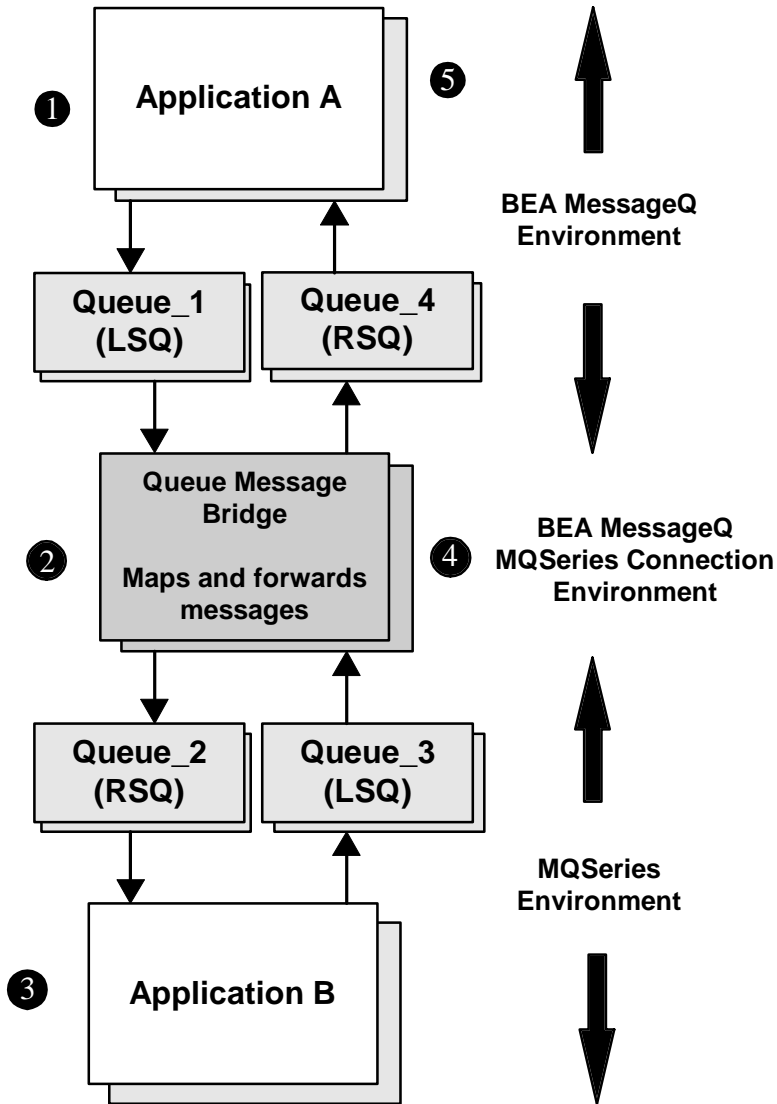 1
Application A
5
BEA MessageQ
Environment
Queue_1
(LSQ)
Queue_4
(RSQ)
2
Queue Message
Bridge
Maps and forwards
messages
4
BEA MessageQ
MQSeries Connection
Environment
Queue_2
(RSQ)
Queue_3
(LSQ)
MQSeries
Environment
3
Application B